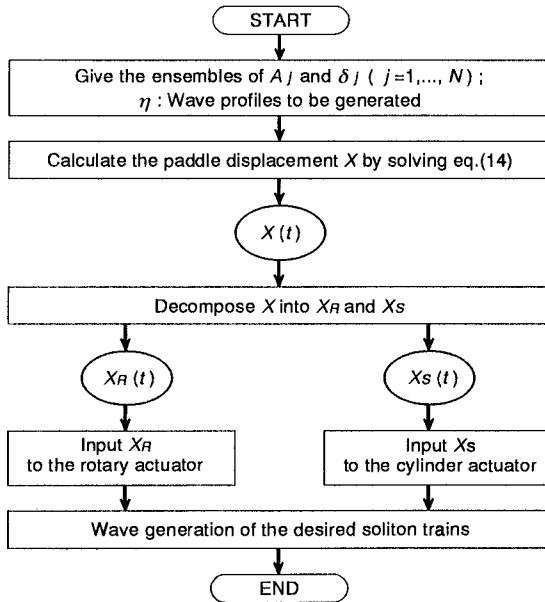 START
Give the ensembles of A j and δ j ( j=1,..., N) ;
η : Wave profiles to be generated
Calculate the paddle displacement X by solving eq.(14)
X (t)
Decompose X into XR and XS
XR (t)
XS (t)
Input XR
to the rotary actuator
Input XS
to the cylinder actuator
Wave generation of the desired soliton trains
END